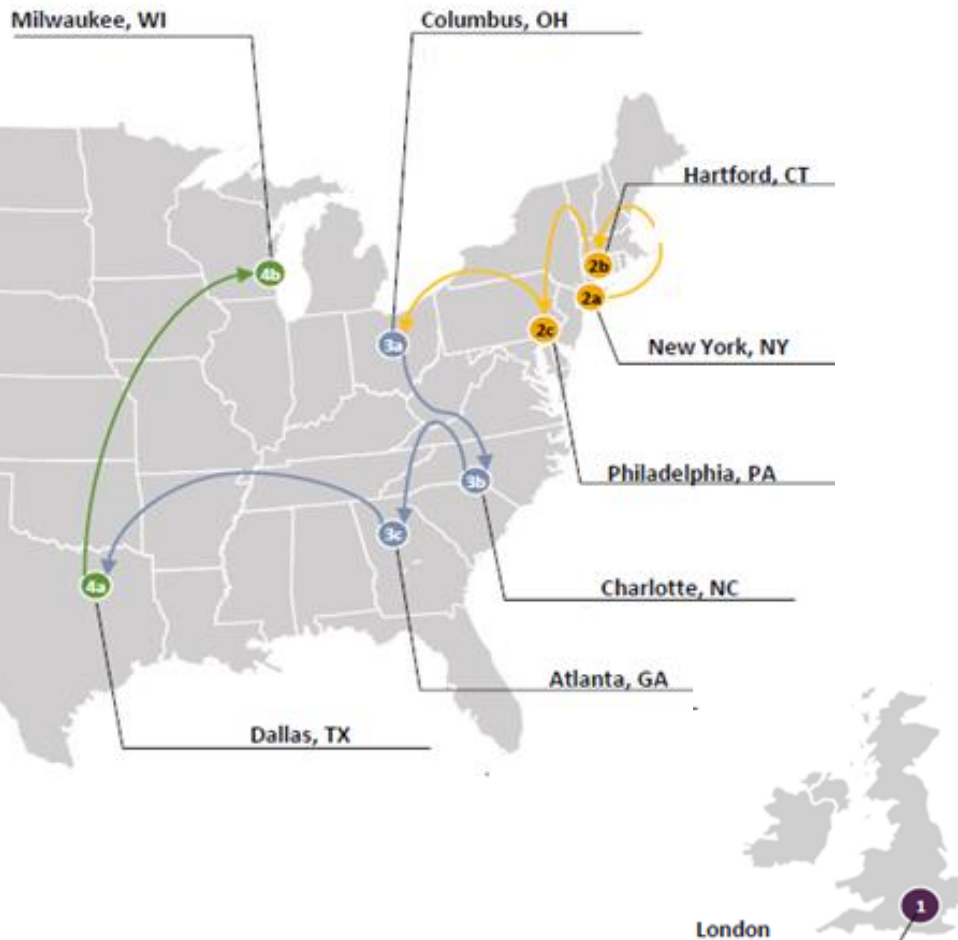 Milwaukee, WI
Columbus, OH
Hartford, CT
4b
2b
2a
2c
3a
New York, NY
Philadelphia, PA
3b
3c
4a
Charlotte, NC
Atlanta, GA
Dallas, TX
1
London